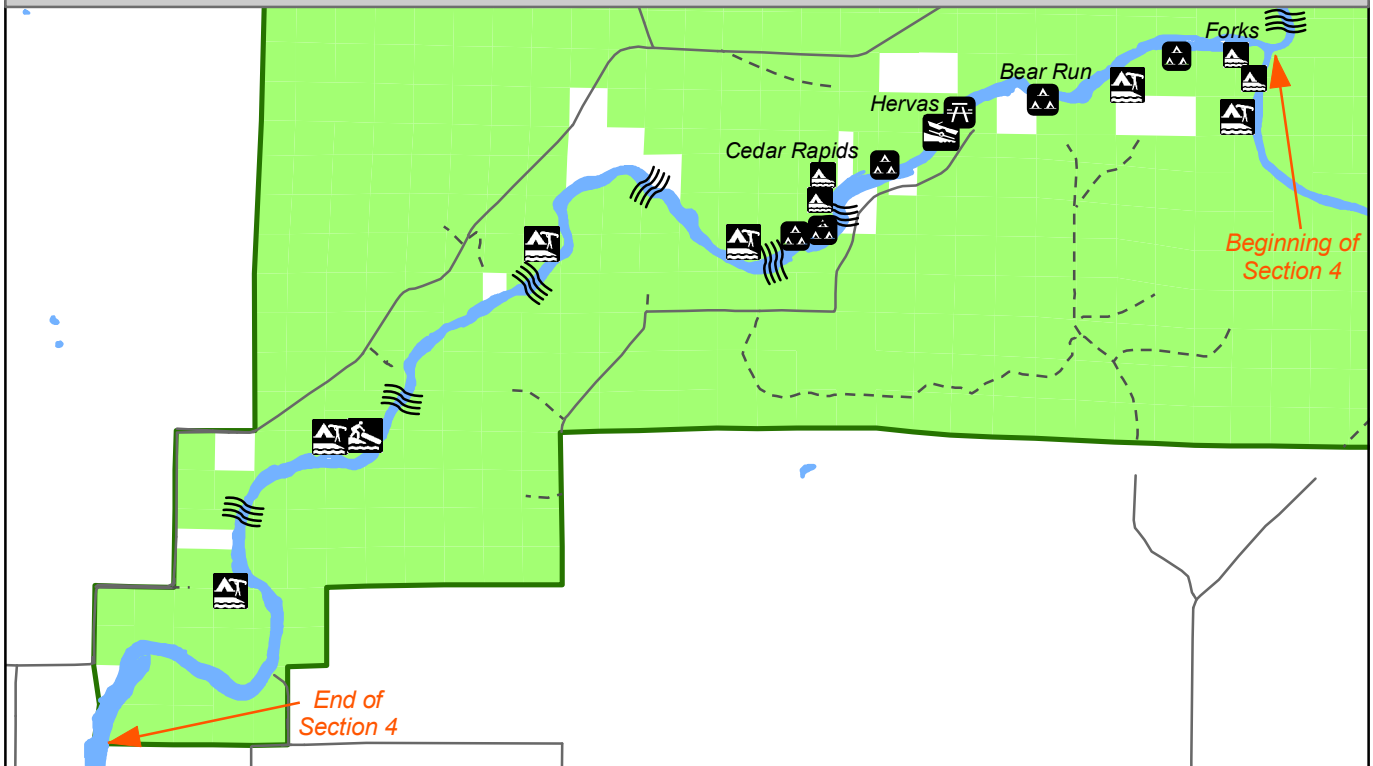 Forks
Bear Run
Hervas
Cedar Rapids
Beginning of
Section 4
End of
Section 4